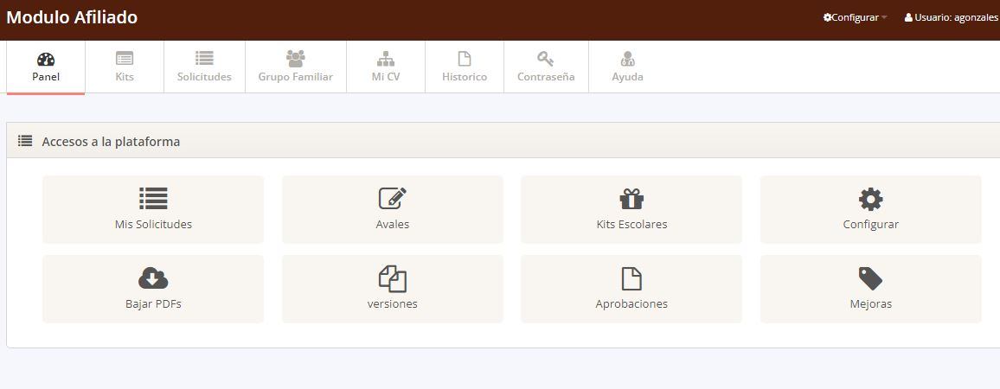 Modulo Afiliado
Configurar
Usuario: agonzales
Panel
Kits
Solicitudes
Grupo Familiar
Mi CV
Historico
Contraseña
Ayuda
Accesos a la plataforma
Mis Solicitudes
Avales
Kits Escolares
Configurar
Bajar PDFs
versiones
Aprobaciones
Mejoras